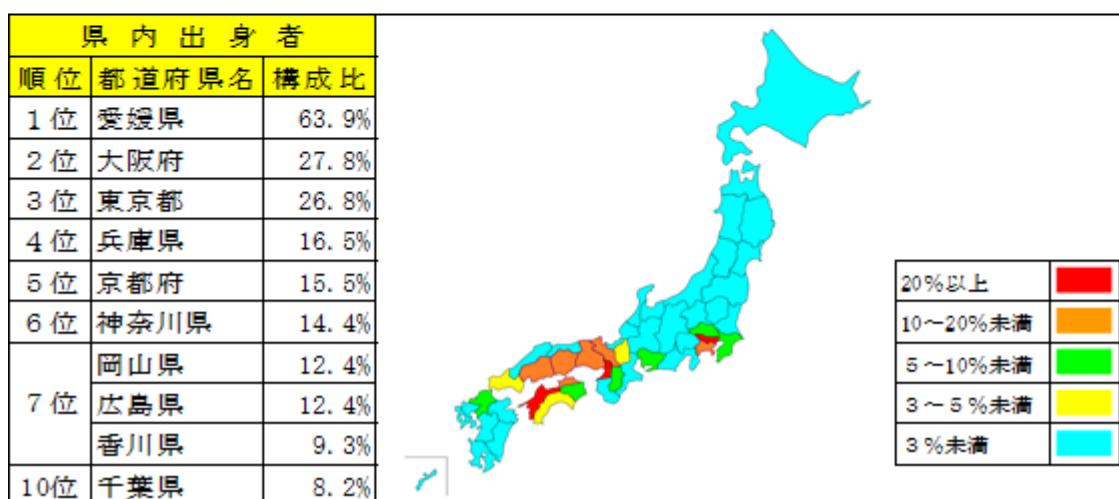 県内出身者
順位 都道府県名 構成比
1位 愛媛県 63.9%
2位 大阪府 27.8%
3位 東京都 26.8%
4位 兵庫県 16.5%
5位 京都府 15.5%
6位 神奈川県 14.4%
7位 岡山県 12.4%
広島県 12.4%
香川県 9.3%
10位 千葉県 8.2%
20%以上
10~20%未満
5~10%未満
3~5%未満
3%未満